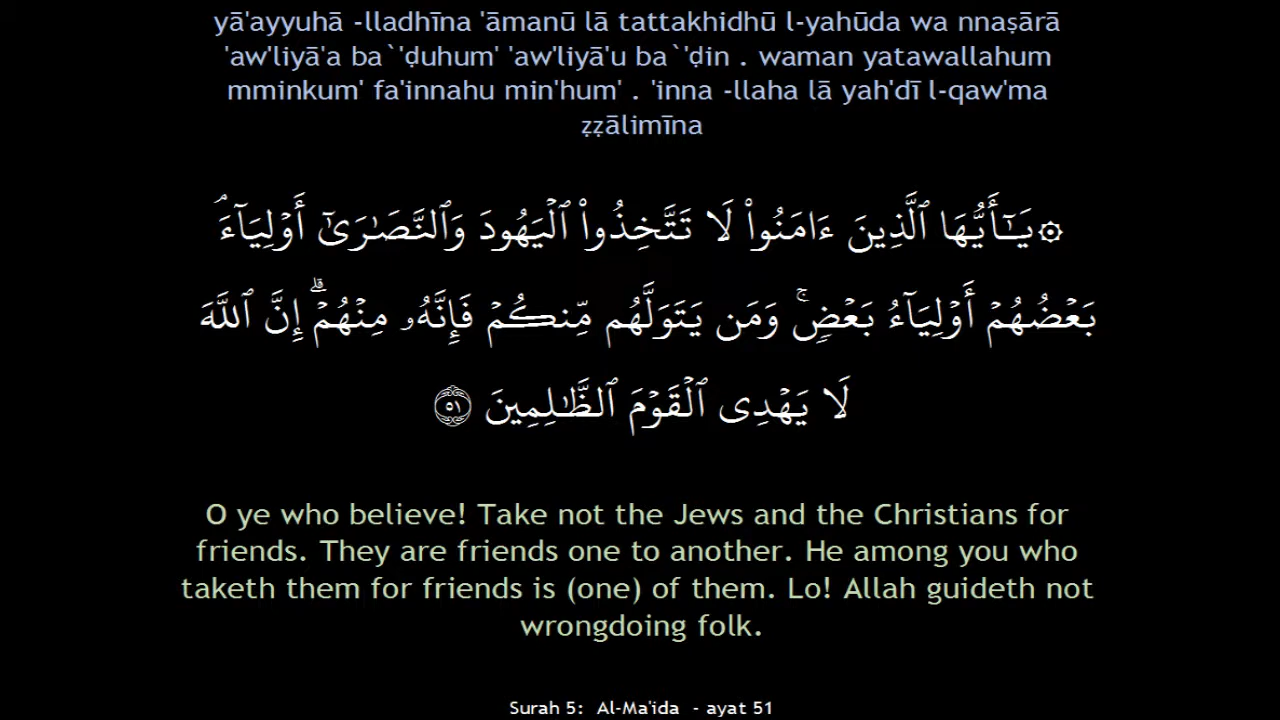 yā'ayyuhā -lladhīna 'āmanū lā tattakhidhū l-yahūda wa nnaṣārā
'aw'liyā'a ba`'ḍuhum' 'aw'liyā'u ba`'ḍin . waman yatawallahum
mminkum' fa'innahu min'hum' . 'inna -llaha lā yah'dī l-qaw'ma
ẓẓālimīna
۞ يَـٰٓأَيُّهَا ٱلَّذِينَ ءَامَنُوا۟ لَا تَتَّخِذُوا۟ ٱلْيَهُودَ وَٱلنَّصَـٰرَىٰٓ أَوْلِيَآءَ ۘ
بَعْضُهُمْ أَوْلِيَآءُ بَعْضٍۢ ۚ وَمَن يَتَوَلَّهُم مِّنكُمْ فَإِنَّهُۥ مِنْهُمْ ۗ إِنَّ ٱللَّهَ
لَا يَهْدِى ٱلْقَوْمَ ٱلظَّـٰلِمِينَ ٥١
O ye who believe! Take not the Jews and the Christians for
friends. They are friends one to another. He among you who
taketh them for friends is (one) of them. Lo! Allah guideth not
wrongdoing folk.
Surah 5: Al-Ma'ida - ayat 51